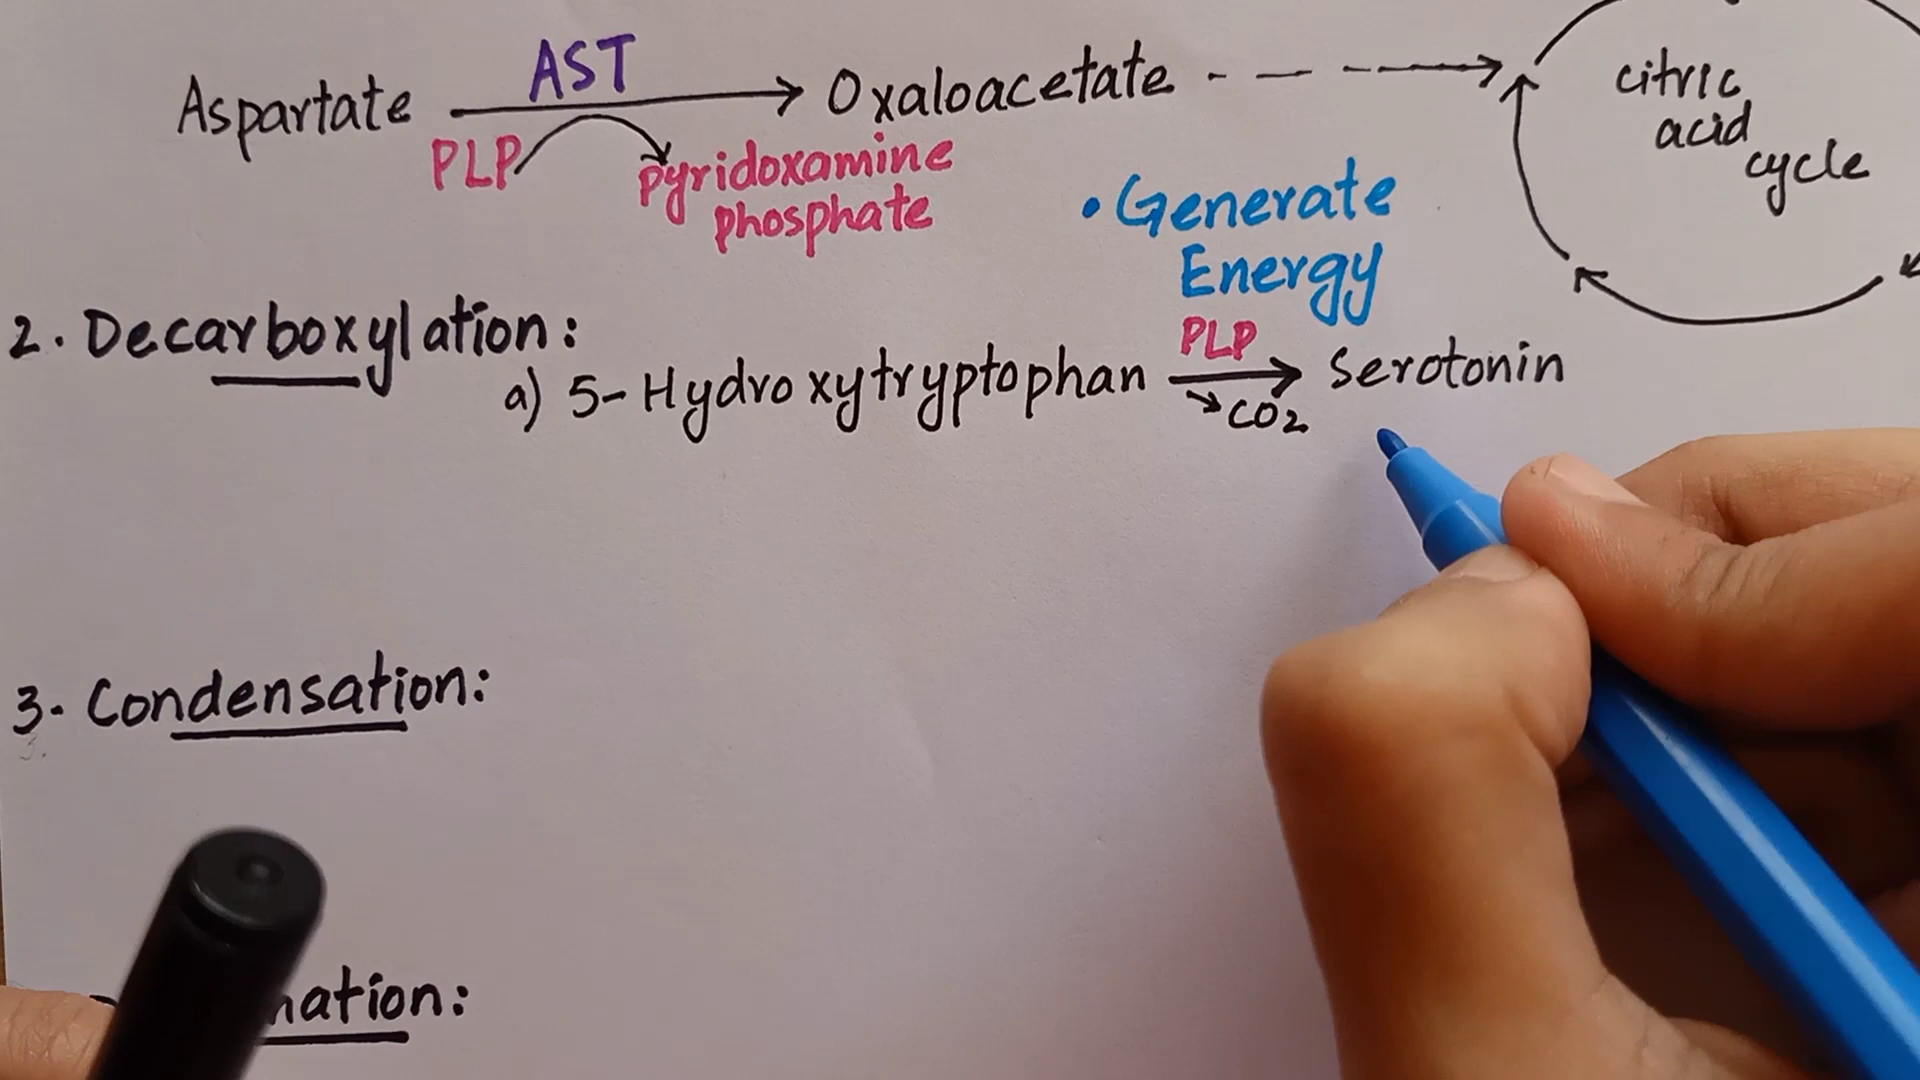 AST
Aspartate → Oxaloacetate - - - → citric
acid
cycle
PLP pyridoxamine
phosphate
• Generate
Energy
2. Decarboxylation:
PLP
a) 5-Hydroxytryptophan → Serotonin
↘CO2
3. Condensation: